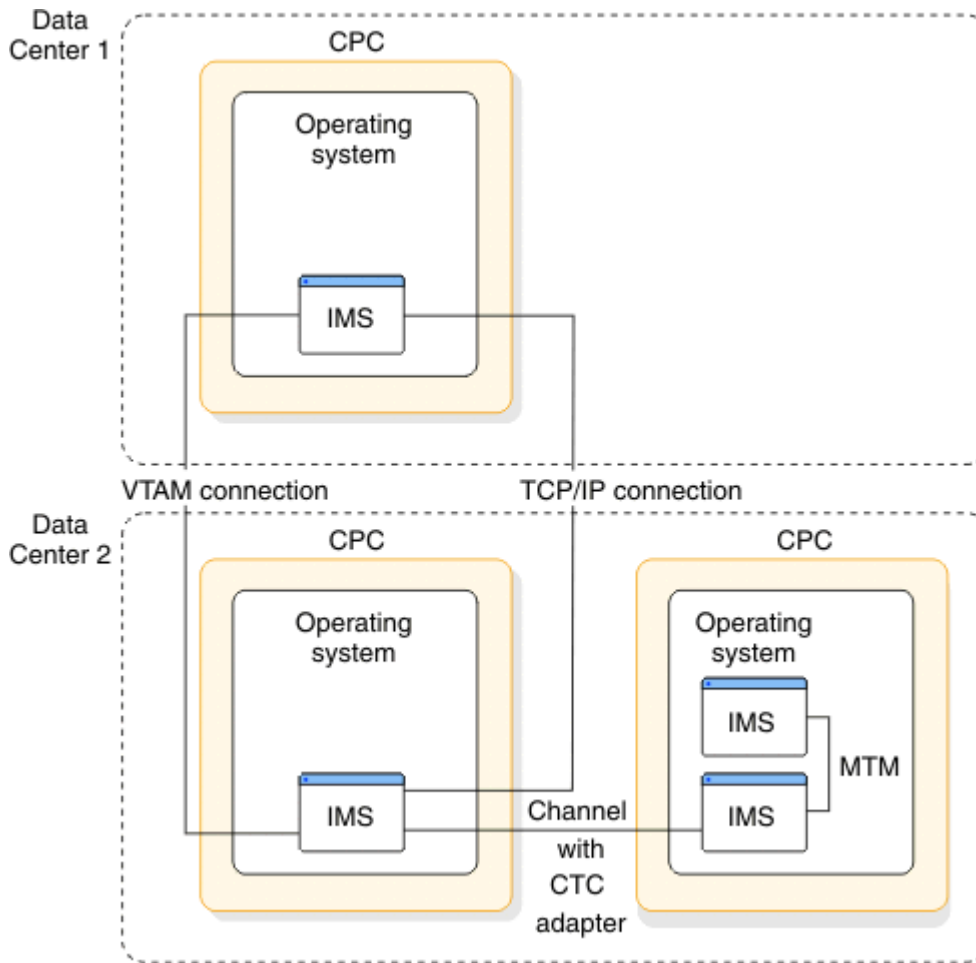 Data
Center 1
CPC
Operating
system
IMS
VTAM connection
TCP/IP connection
Data
Center 2
CPC
Operating
system
IMS
Channel
with
CTC
adapter
CPC
Operating
system
IMS
IMS
MTM